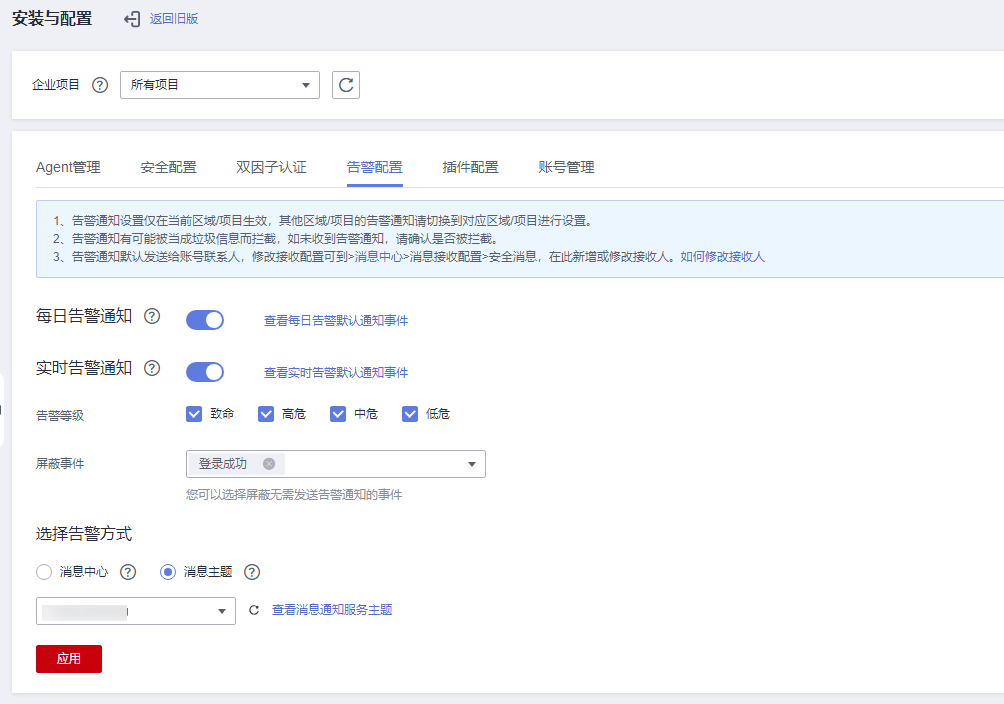 安装与配置 返回旧版
企业项目 ? 所有项目
Agent管理 安全配置 双因子认证 告警配置 插件配置 账号管理
1、告警通知设置仅在当前区域/项目生效，其他区域/项目的告警通知请切换到对应区域/项目进行设置。
2、告警通知有可能被当成垃圾信息而拦截，如未收到告警通知，请确认是否被拦截。
3、告警通知默认发送给账号联系人，修改接收配置可到>消息中心>消息接收配置>安全消息，在此新增或修改接收人。如何修改接收人
每日告警通知 ? 查看每日告警默认通知事件
实时告警通知 ? 查看实时告警默认通知事件
告警等级 致命 高危 中危 低危
屏蔽事件 登录成功
您可以选择屏蔽无需发送告警通知的事件
选择告警方式
消息中心 ? 消息主题 ?
查看消息通知服务主题
应用